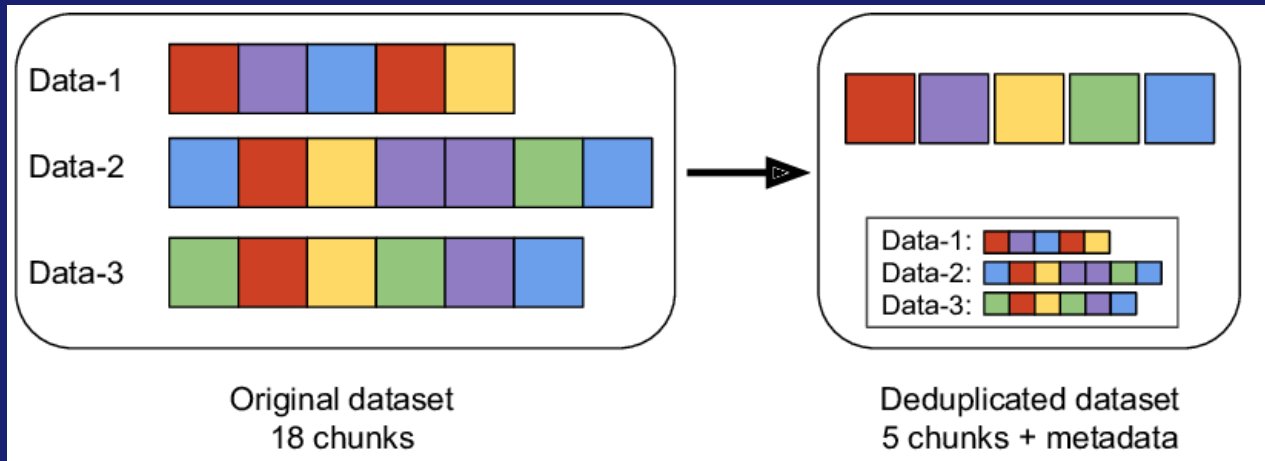 Data-1
Data-2
Data-3
Data-1:
Data-2:
Data-3:
Original dataset
18 chunks
Deduplicated dataset
5 chunks + metadata